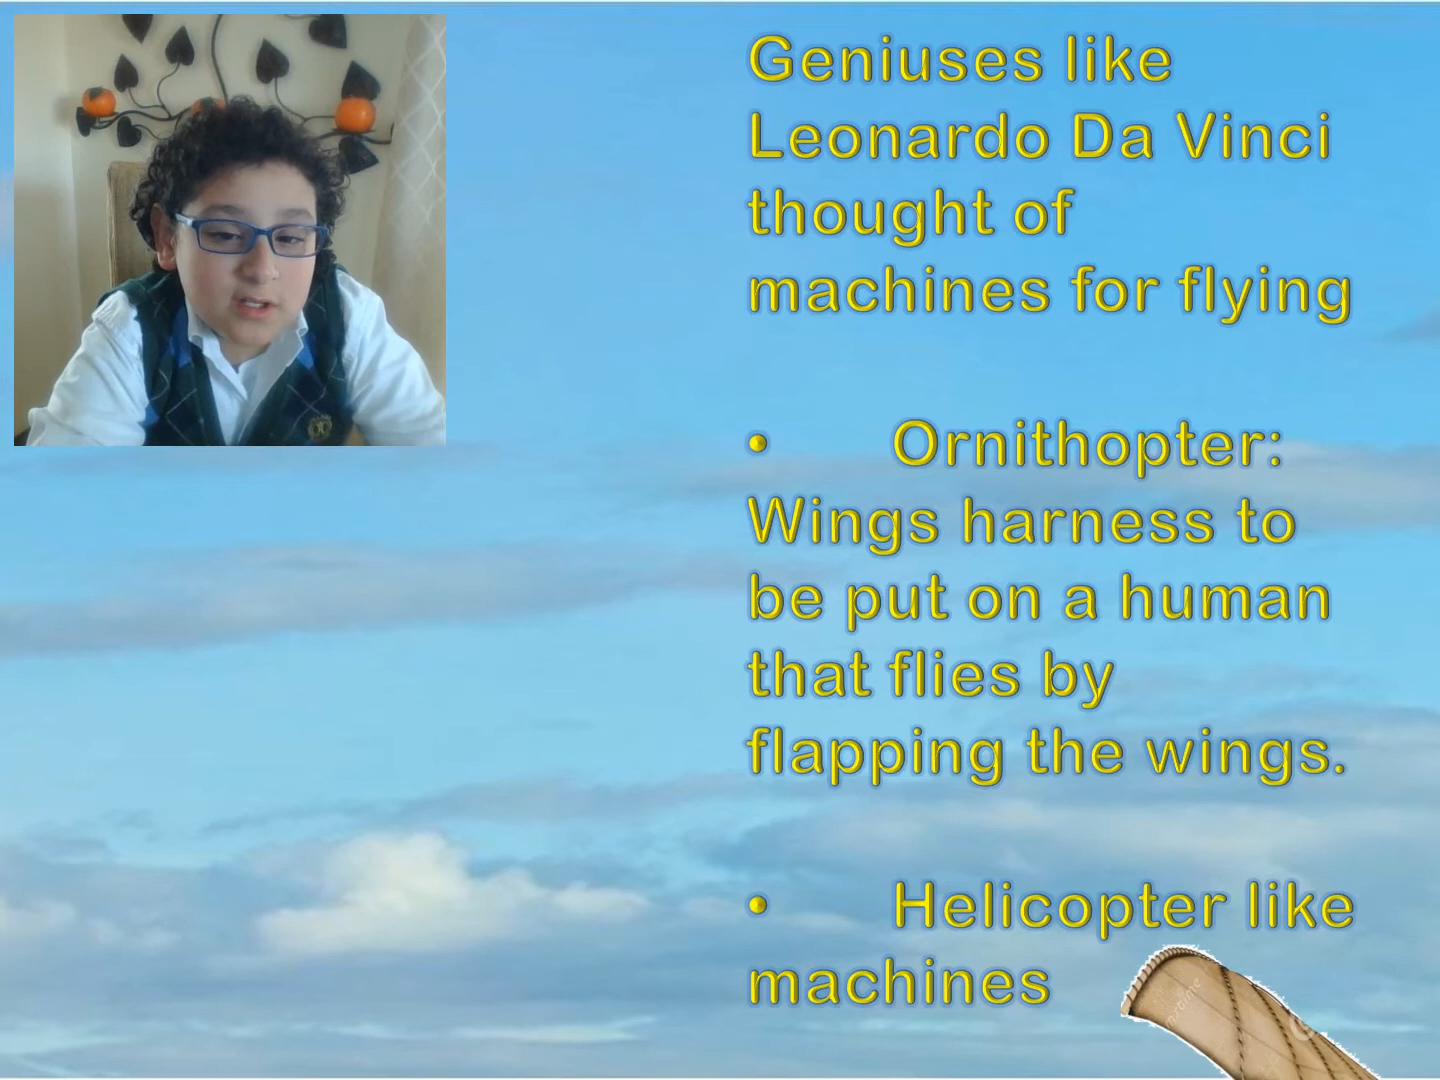 Geniuses like
Leonardo Da Vinci
thought of
machines for flying
• Ornithopter:
Wings harness to
be put on a human
that flies by
flapping the wings.
• Helicopter like
machines